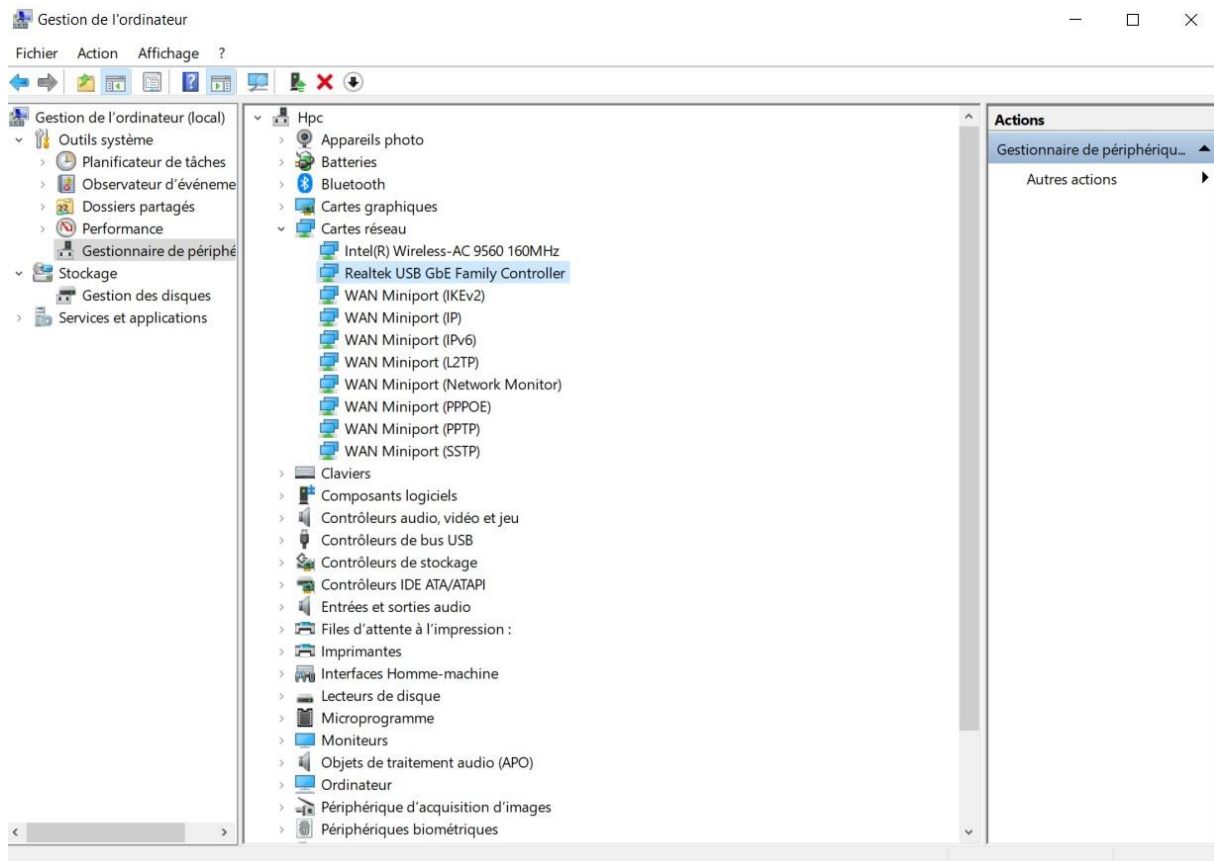 Gestion de l'ordinateur
Fichier Action Affichage ?
Gestion de l'ordinateur (local)
Outils système
Planificateur de tâches
Observateur d'événeme
Dossiers partagés
Performance
Gestionnaire de périphé
Stockage
Gestion des disques
Services et applications
Hpc
Appareils photo
Batteries
Bluetooth
Cartes graphiques
Cartes réseau
Intel(R) Wireless-AC 9560 160MHz
Realtek USB GbE Family Controller
WAN Miniport (IKEv2)
WAN Miniport (IP)
WAN Miniport (IPv6)
WAN Miniport (L2TP)
WAN Miniport (Network Monitor)
WAN Miniport (PPPOE)
WAN Miniport (PPTP)
WAN Miniport (SSTP)
Claviers
Composants logiciels
Contrôleurs audio, vidéo et jeu
Contrôleurs de bus USB
Contrôleurs de stockage
Contrôleurs IDE ATA/ATAPI
Entrées et sorties audio
Files d'attente à l'impression :
Imprimantes
Interfaces Homme-machine
Lecteurs de disque
Microprogramme
Moniteurs
Objets de traitement audio (APO)
Ordinateur
Périphérique d'acquisition d'images
Périphériques biométriques
Actions
Gestionnaire de périphériqu...
Autres actions